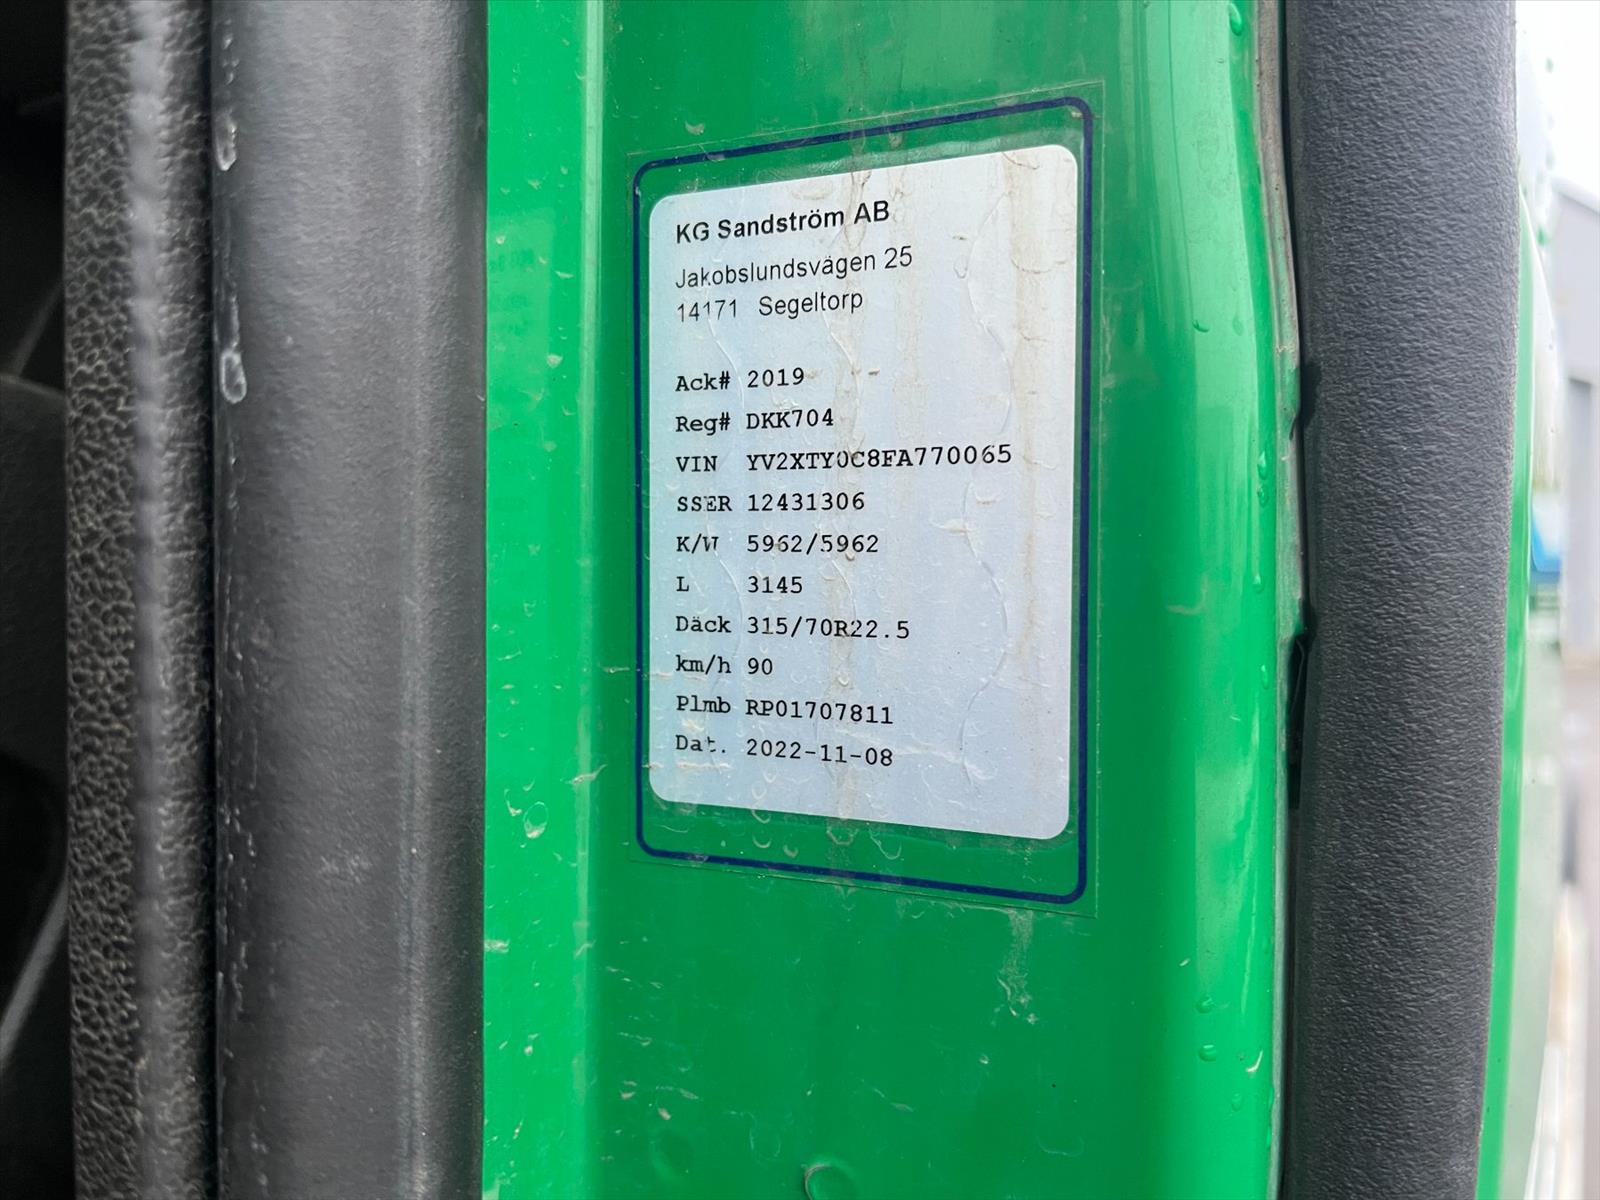 KG Sandström AB
Jakobslundsvägen 25
14171 Segeltorp
Ack# 2019
Reg# DKK704
VIN YV2XTY0C8FA770065
SSER 12431306
K/W 5962/5962
L 3145
Däck 315/70R22.5
km/h 90
Plmb RP01707811
Dat. 2022-11-08